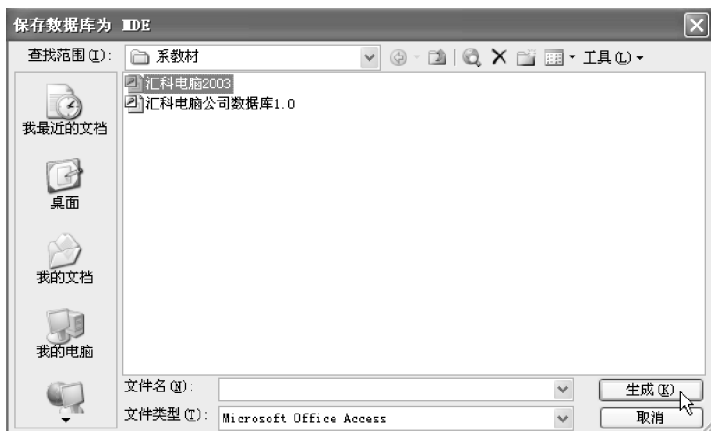 保存数据库为 MDE
查找范围(I):
系教材
工具(L)
我最近的文档
桌面
我的文档
我的电脑
汇科电脑2003
汇科电脑公司数据库1.0
文件名(N):
生成(K)
文件类型(T):
Microsoft Office Access
取消